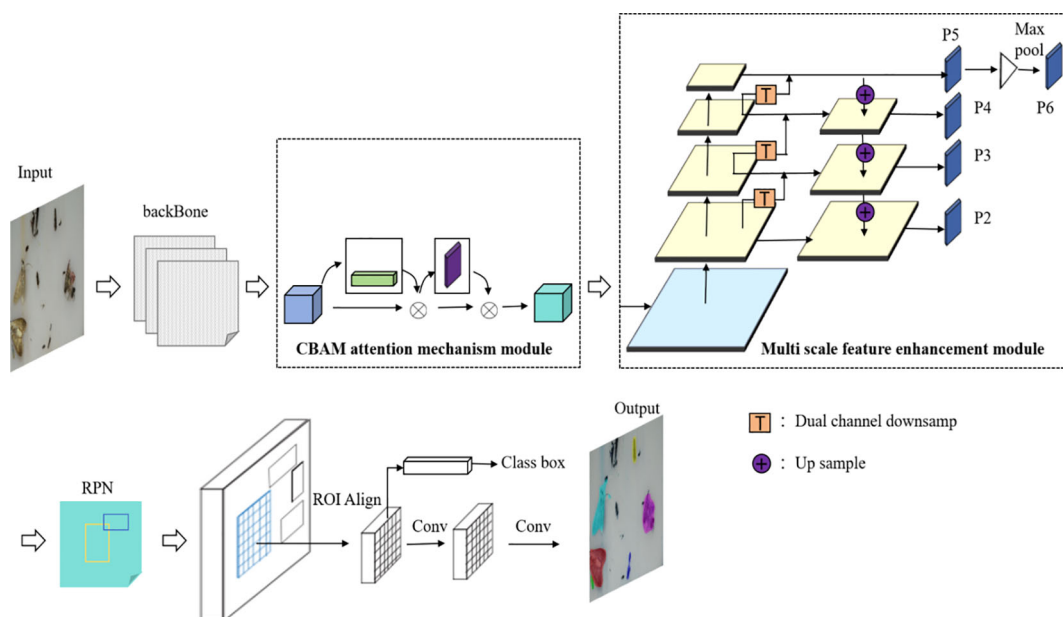 Input
backBone
CBAM attention mechanism module
P5
Max
pool
P4
P6
P3
P2
T
T
T
Multi scale feature enhancement module
RPN
ROI Align
Class box
Conv
Conv
Output
T : Dual channel downsamp
+ : Up sample